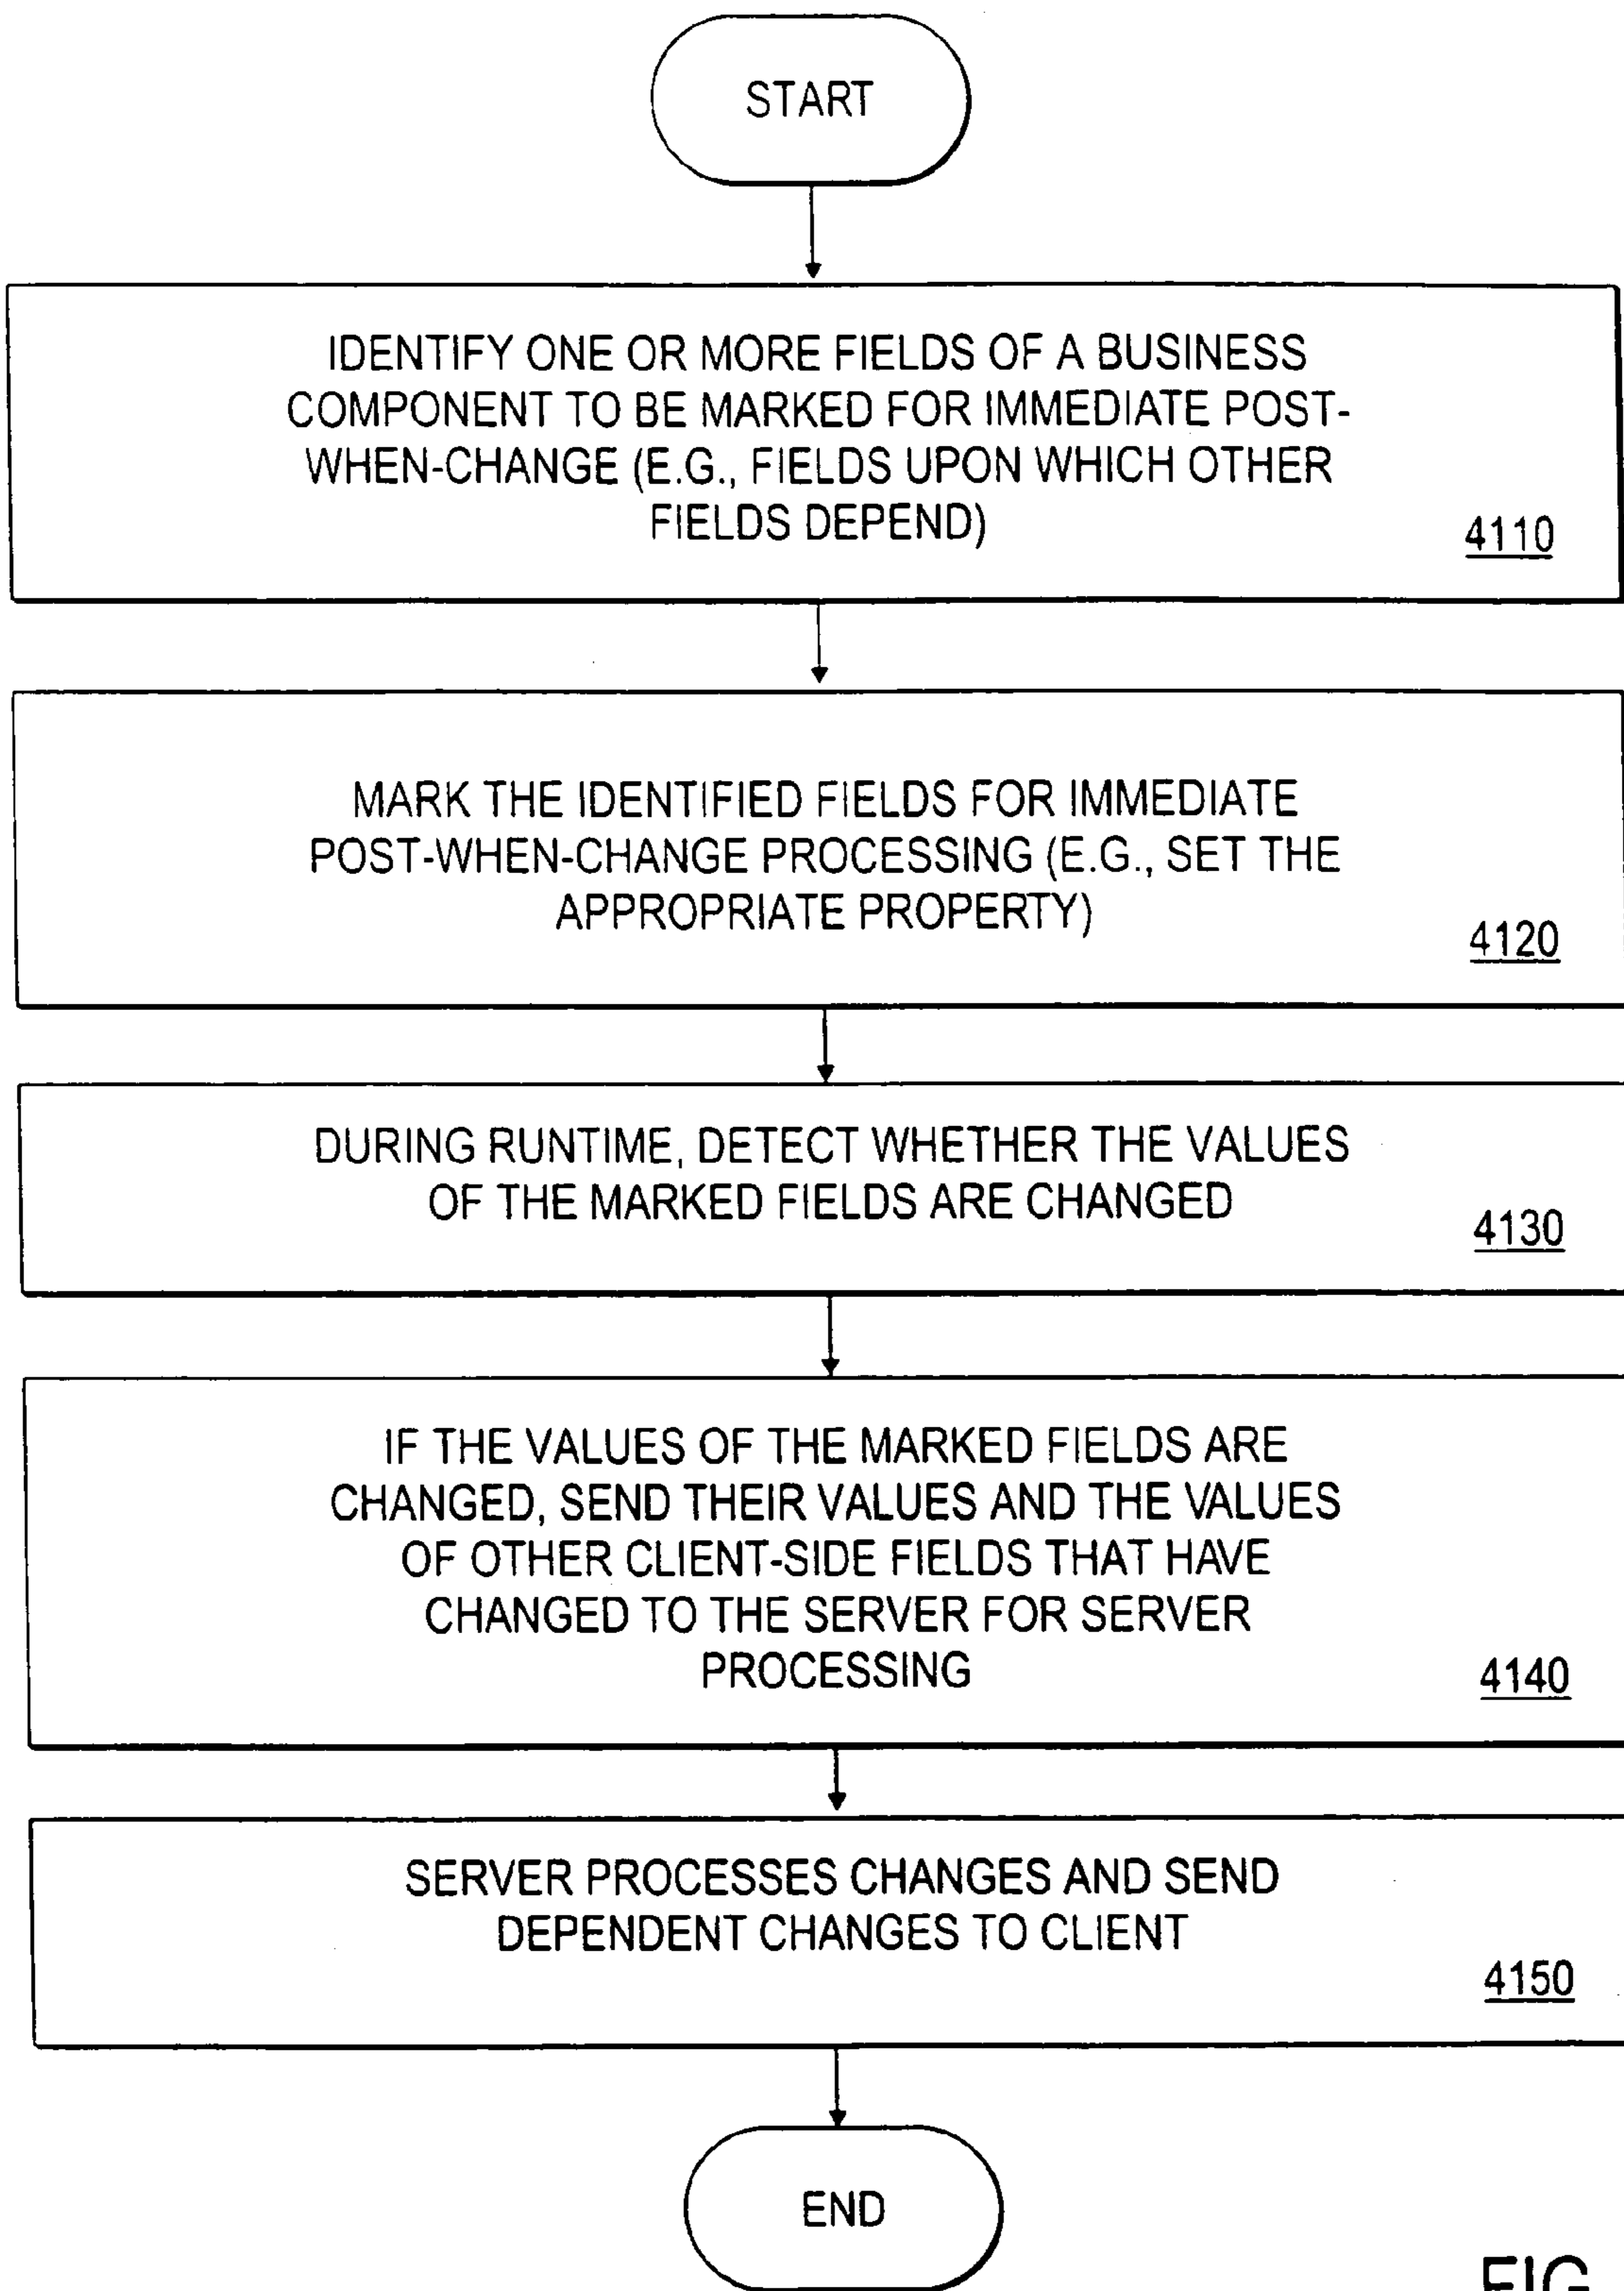 START
IDENTIFY ONE OR MORE FIELDS OF A BUSINESS
COMPONENT TO BE MARKED FOR IMMEDIATE POST-
WHEN-CHANGE (E.G., FIELDS UPON WHICH OTHER
FIELDS DEPEND)
4110
MARK THE IDENTIFIED FIELDS FOR IMMEDIATE
POST-WHEN-CHANGE PROCESSING (E.G., SET THE
APPROPRIATE PROPERTY)
4120
DURING RUNTIME, DETECT WHETHER THE VALUES
OF THE MARKED FIELDS ARE CHANGED
4130
IF THE VALUES OF THE MARKED FIELDS ARE
CHANGED, SEND THEIR VALUES AND THE VALUES
OF OTHER CLIENT-SIDE FIELDS THAT HAVE
CHANGED TO THE SERVER FOR SERVER
PROCESSING
4140
SERVER PROCESSES CHANGES AND SEND
DEPENDENT CHANGES TO CLIENT
4150
END
FIG